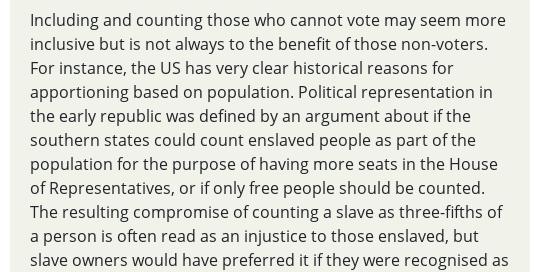 Including and counting those who cannot vote may seem more
inclusive but is not always to the benefit of those non-voters.
For instance, the US has very clear historical reasons for
apportioning based on population. Political representation in
the early republic was defined by an argument about if the
southern states could count enslaved people as part of the
population for the purpose of having more seats in the House
of Representatives, or if only free people should be counted.
The resulting compromise of counting a slave as three-fifths of
a person is often read as an injustice to those enslaved, but
slave owners would have preferred it if they were recognised as